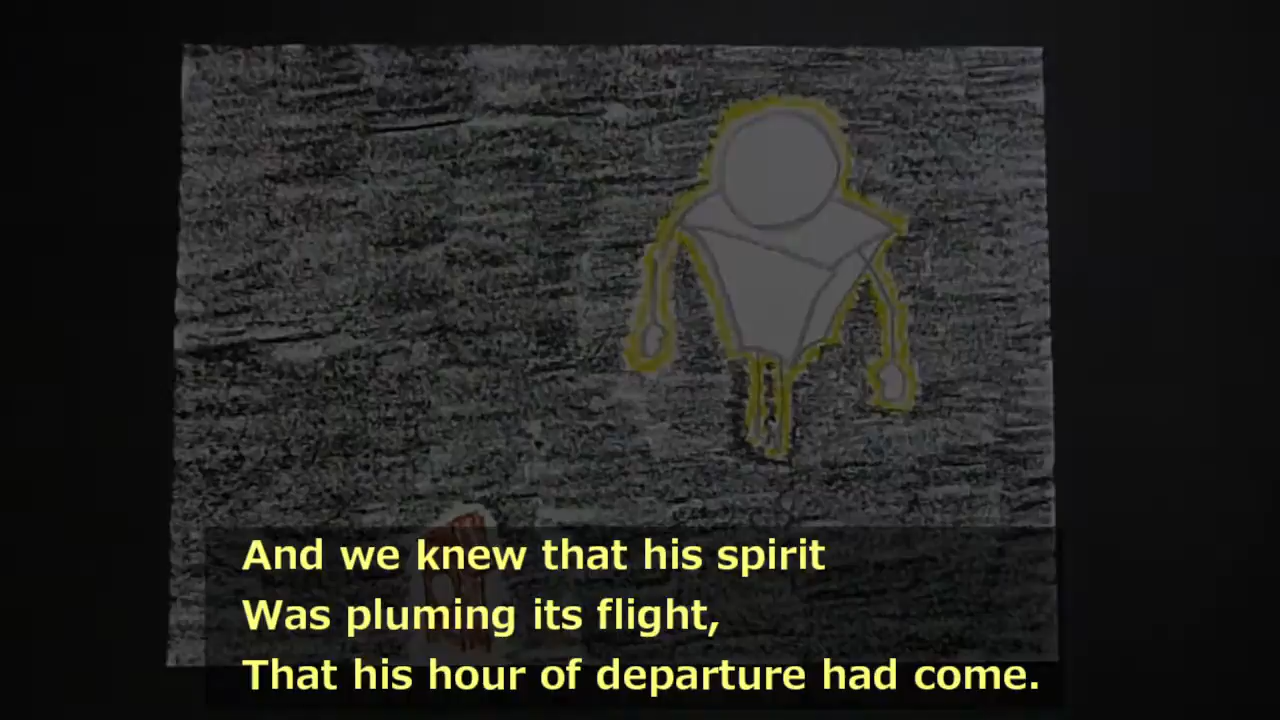 And we knew that his spirit
Was pluming its flight,
That his hour of departure had come.